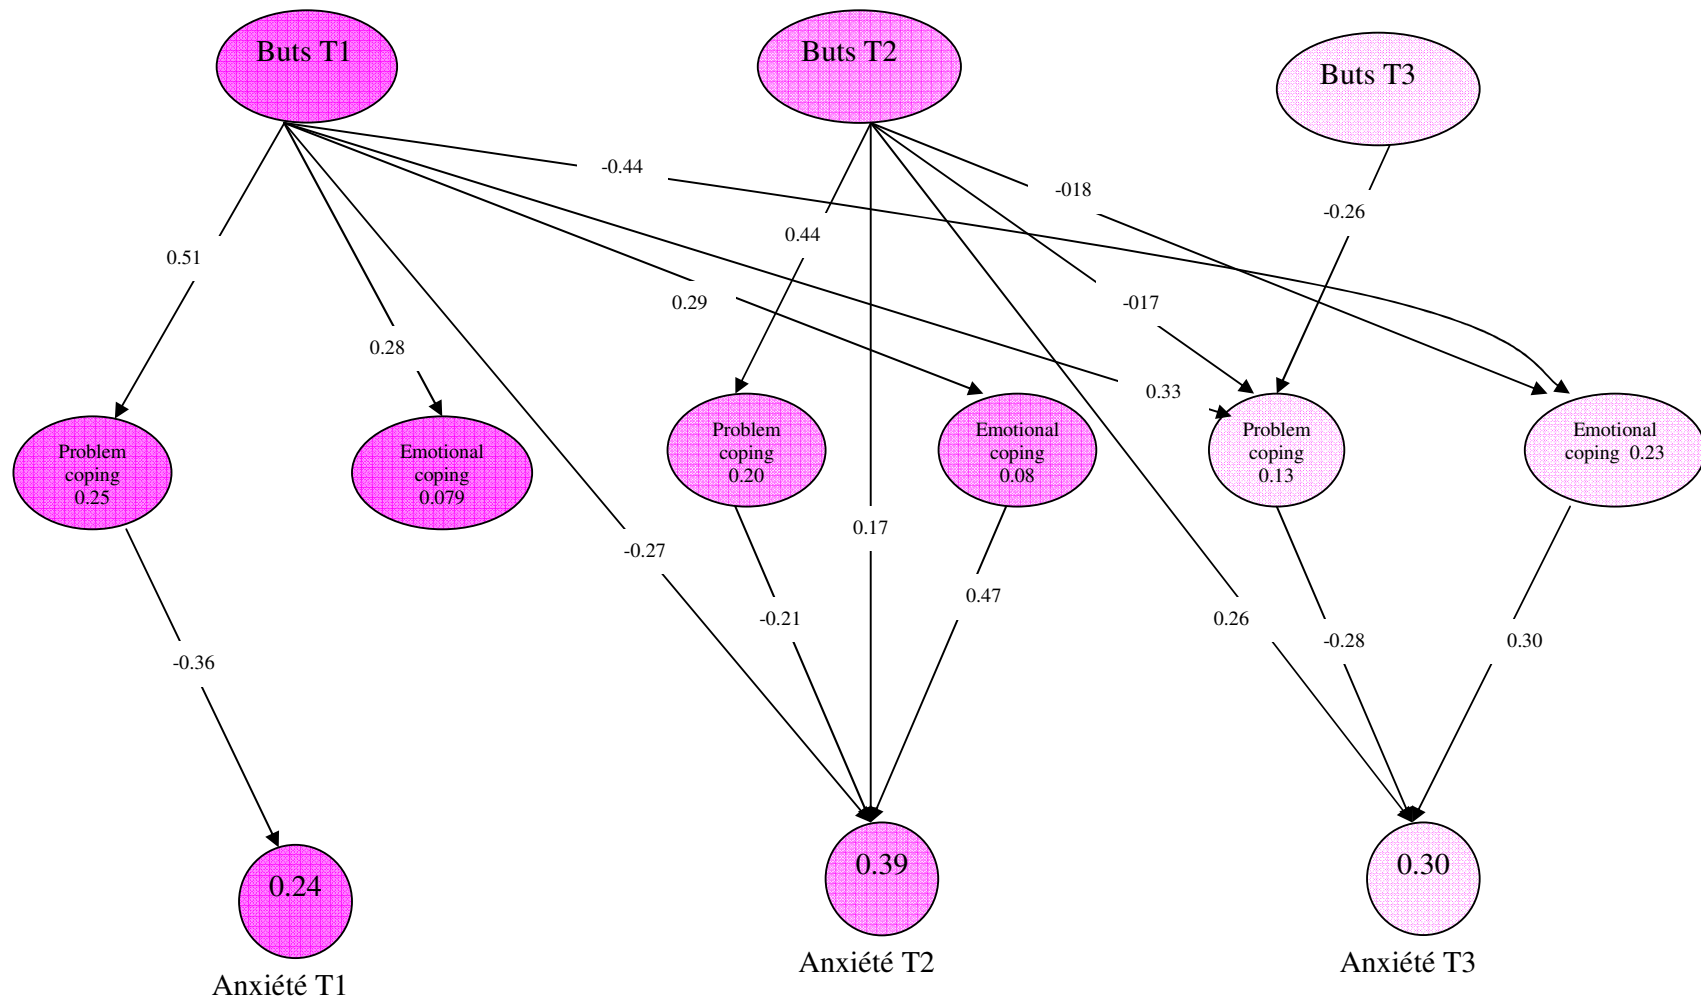 Buts T1
Buts T2
Buts T3
-0.44
-018
-0.26
0.51
0.44
0.28
0.29
-017
0.33
Problem
coping
0.25
Emotional
coping
0.079
Problem
coping
0.20
Emotional
coping
0.08
Problem
coping
0.13
Emotional
coping 0.23
-0.27
0.17
-0.36
-0.21
0.47
0.26
-0.28
0.30
0.24
0.39
0.30
Anxiété T1
Anxiété T2
Anxiété T3